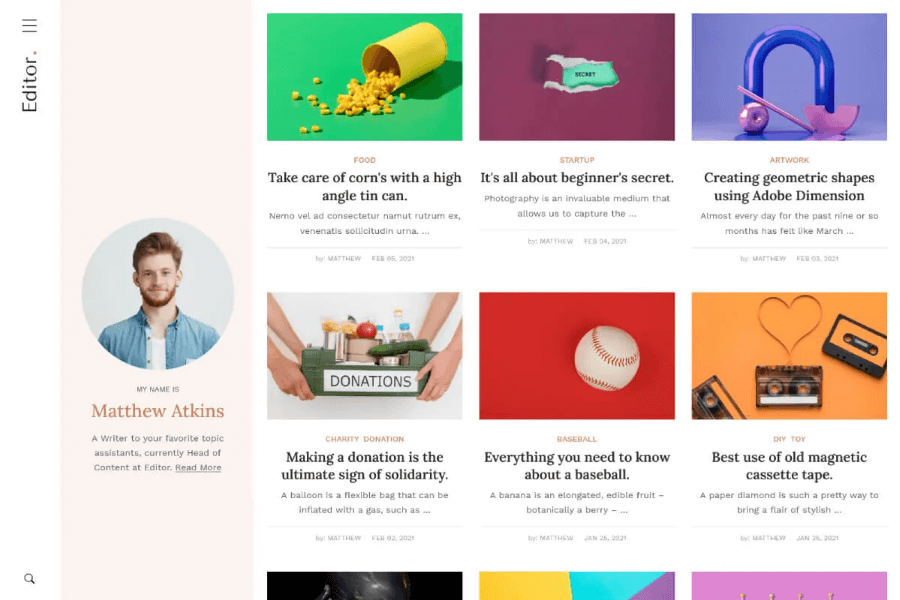 Editor.
MY NAME IS
Matthew Atkins
A Writer to your favorite topic
assistants, currently Head of
Content at Editor. Read More
FOOD
Take care of corn's with a high
angle tin can.
Nemo vel ad consectetur namut rutrum ex,
venenatis sollicitudin urna. ...
by: MATTHEW FEB 05, 2021
SECRET
STARTUP
It's all about beginner's secret.
Photography is an invaluable medium that
allows us to capture the ...
by: MATTHEW FEB 04, 2021
ARTWORK
Creating geometric shapes
using Adobe Dimension
Almost every day for the past nine or so
months has felt like March ...
by: MATTHEW FEB 03, 2021
DONATIONS
CHARITY DONATION
Making a donation is the
ultimate sign of solidarity.
A balloon is a flexible bag that can be
inflated with a gas, such as ...
by: MATTHEW FEB 02, 2021
BASEBALL
Everything you need to know
about a baseball.
A banana is an elongated, edible fruit –
botanically a berry – ...
by: MATTHEW JAN 26, 2021
DIY TOY
Best use of old magnetic
cassette tape.
A paper diamond is such a pretty way to
bring a flair of stylish ...
by: MATTHEW JAN 25, 2021